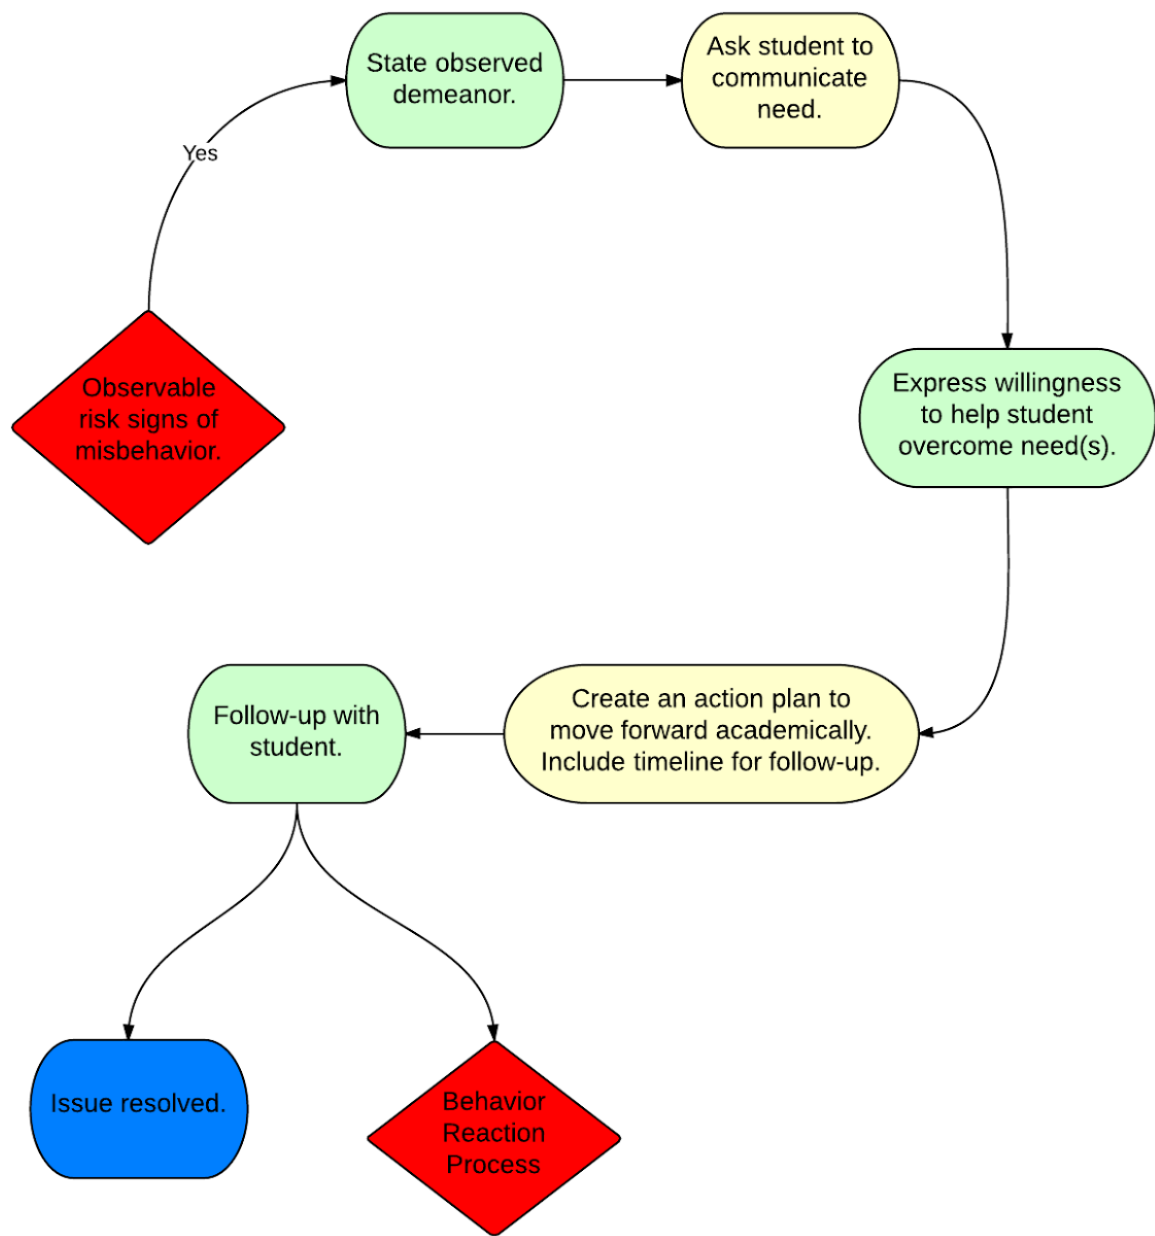 State observed
demeanor.
Ask student to
communicate
need.
Yes
Observable
risk signs of
misbehavior.
Express willingness
to help student
overcome need(s).
Create an action plan to
move forward academically.
Include timeline for follow-up.
Follow-up with
student.
Issue resolved.
Behavior
Reaction
Process